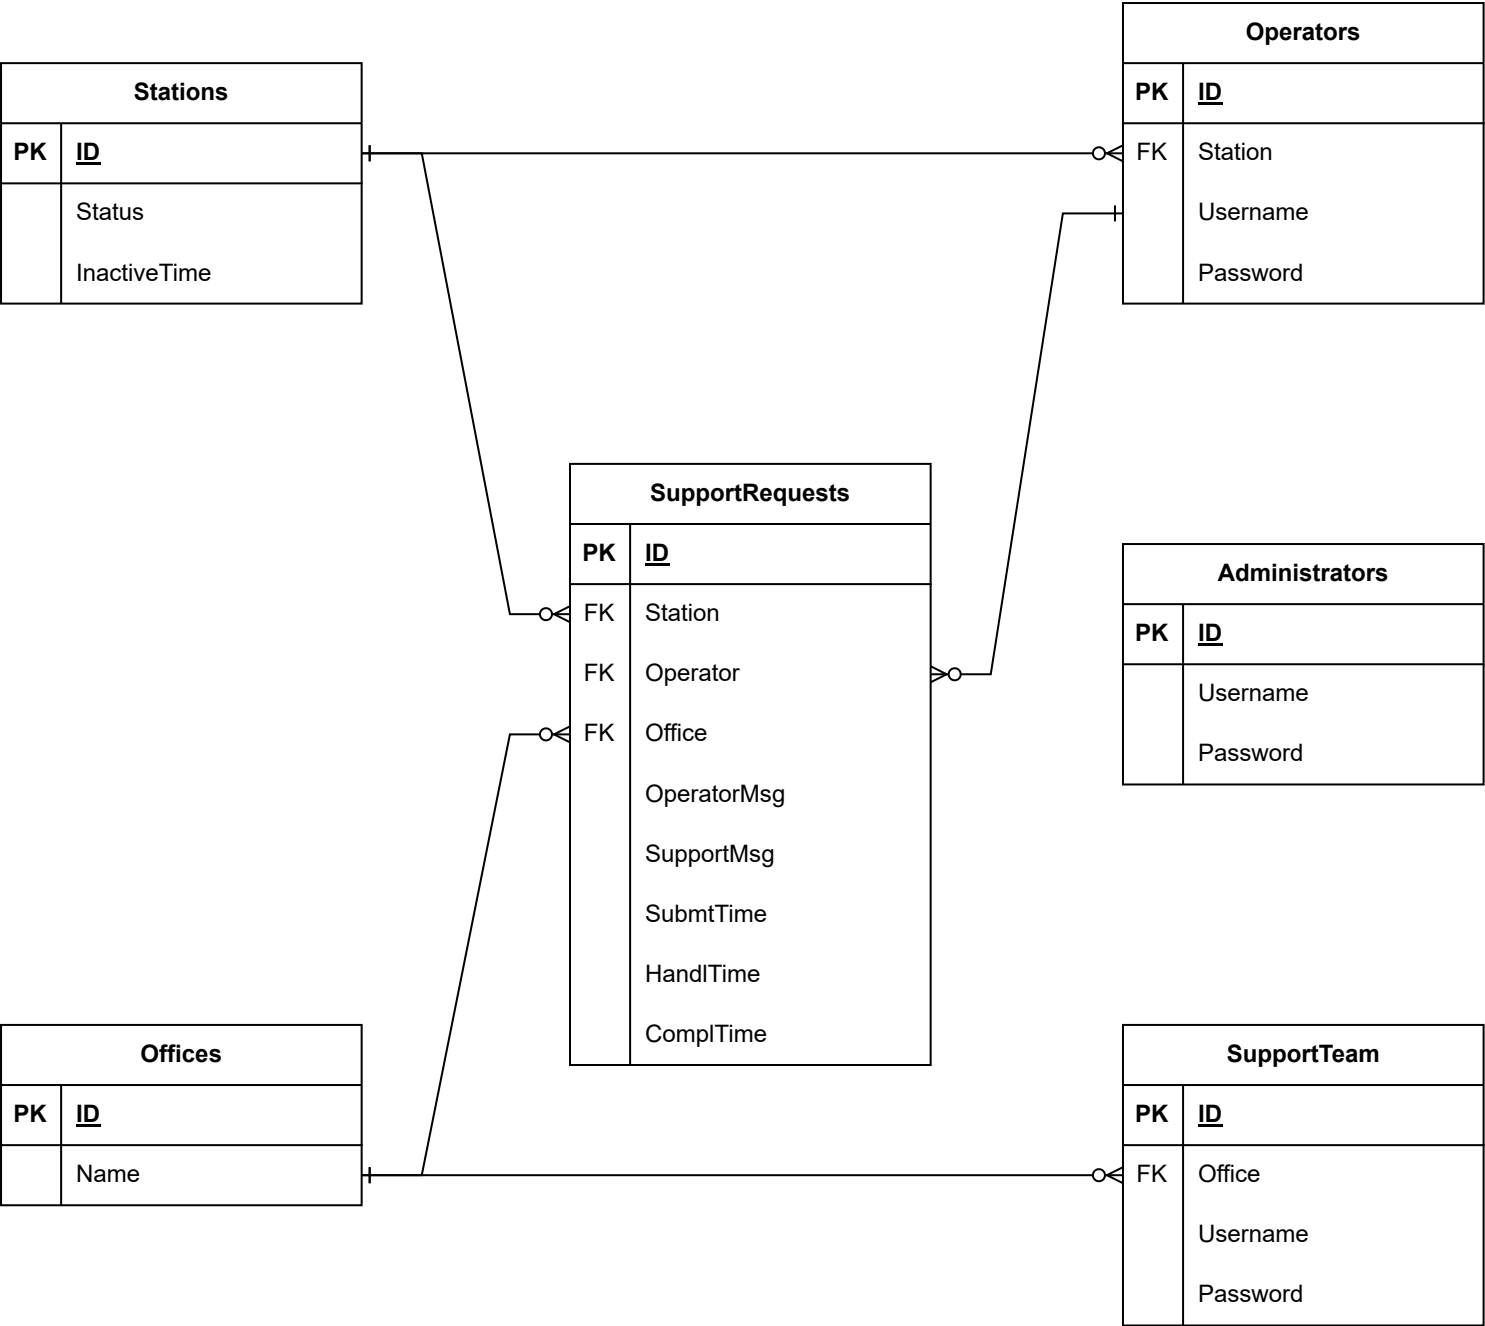 Operators
PK ID
FK Station
Username
Password
Stations
PK ID
Status
InactiveTime
SupportRequests
PK ID
FK Station
FK Operator
FK Office
OperatorMsg
SupportMsg
SubmtTime
HandlTime
ComplTime
Administrators
PK ID
Username
Password
Offices
PK ID
Name
SupportTeam
PK ID
FK Office
Username
Password